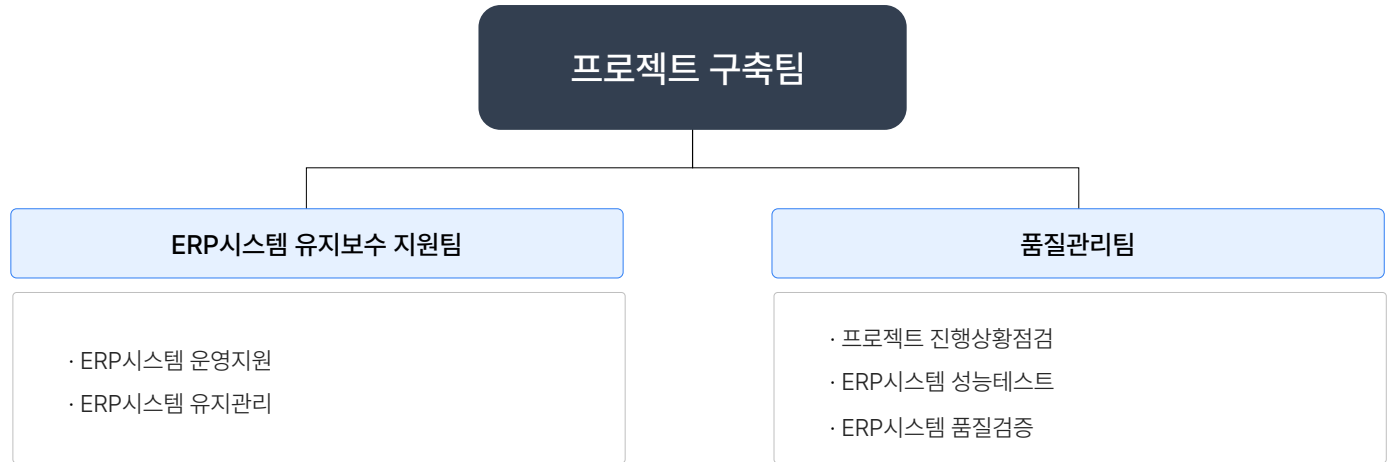 프로젝트 구축팀
ERP시스템 유지보수 지원팀
· ERP시스템 운영지원
· ERP시스템 유지관리
품질관리팀
· 프로젝트 진행상황점검
· ERP시스템 성능테스트
· ERP시스템 품질검증